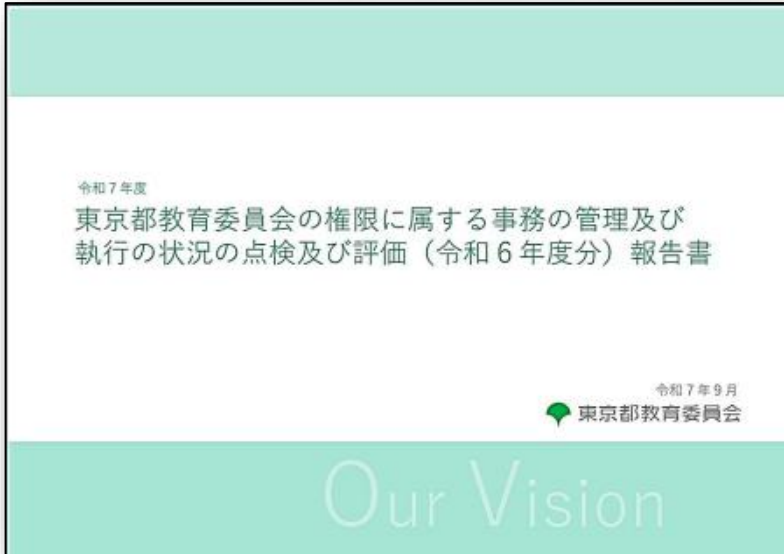 令和７年度
東京都教育委員会の権限に属する事務の管理及び
執行の状況の点検及び評価（令和６年度分）報告書
令和７年９月
東京都教育委員会
Our Vision